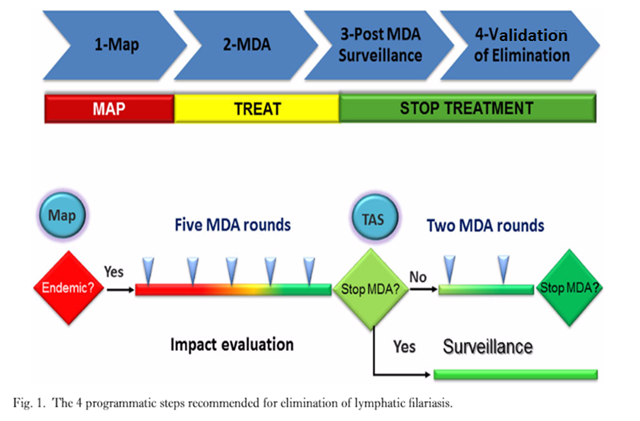 1-Map
2-MDA
3-Post MDA
Surveillance
4-Validation
of Elimination
MAP
TREAT
STOP TREATMENT
Map
TAS
Five MDA rounds
Two MDA rounds
Endemic?
Yes
Stop MDA?
No
Stop MDA?
Impact evaluation
Yes
Surveillance
Fig. 1. The 4 programmatic steps recommended for elimination of lymphatic filariasis.